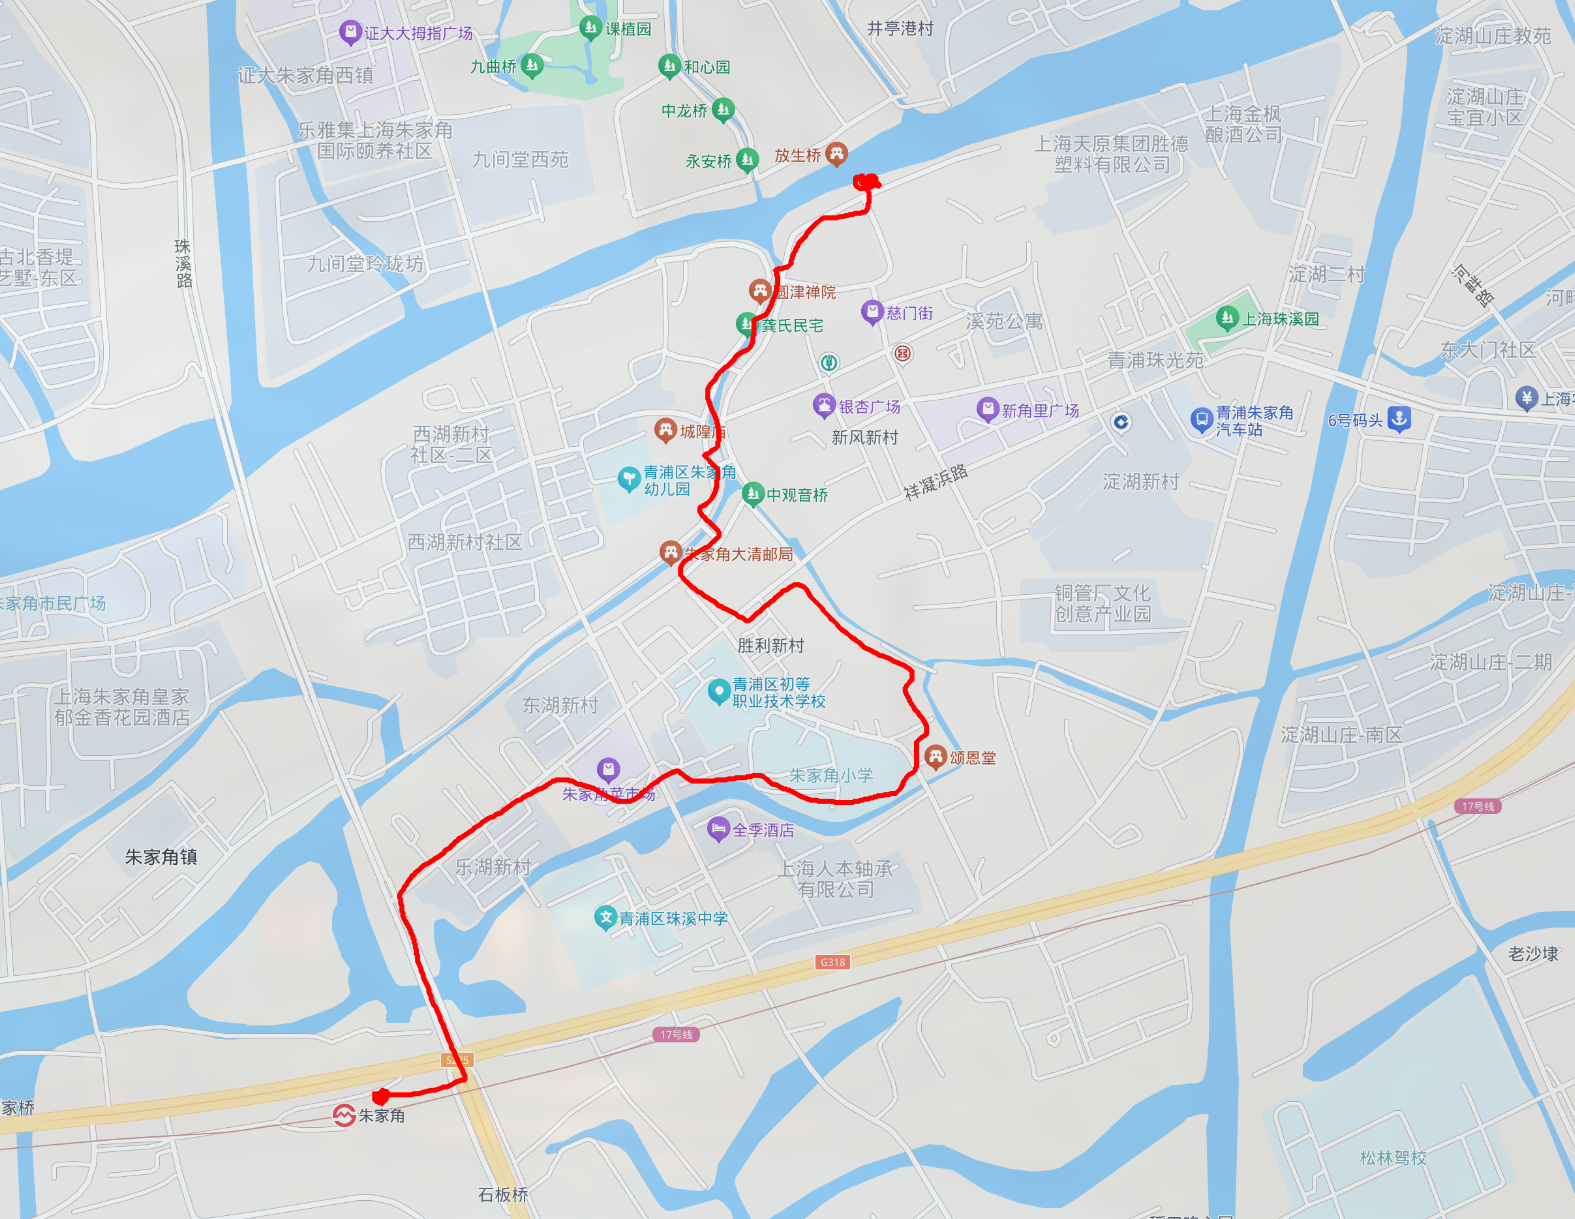 井亭港村
课植园
证大大拇指广场
淀湖山庄教苑
九曲桥
和心园
证大朱家角西镇
淀湖山庄
宝宜小区
中龙桥
上海金枫
酿酒公司
乐雅集上海朱家角
国际颐养社区
上海天原集团胜德
塑料有限公司
九间堂西苑
永安桥
放生桥
珠溪路
古北香堤
艺墅-东区
九间堂玲珑坊
淀湖二村
河畔路
河畔
圆津禅院
慈门街
溪苑公寓
上海珠溪园
龚氏民宅
东大门社区
青浦珠光苑
上海农
银杏广场
新角里广场
青浦朱家角
汽车站
6号码头
城隍庙
新风新村
西湖新村
社区-二区
青浦区朱家角
幼儿园
祥凝浜路
淀湖新村
中观音桥
西湖新村社区
朱家角大清邮局
朱家角市民广场
铜管厂文化
创意产业园
淀湖山庄-
胜利新村
淀湖山庄-二期
上海朱家角皇家
郁金香花园酒店
青浦区初等
职业技术学校
东湖新村
淀湖山庄-南区
颂恩堂
朱家角小学
朱家角菜市场
17号线
全季酒店
朱家角镇
乐湖新村
上海人本轴承
有限公司
青浦区珠溪中学
老沙埭
G318
17号线
家桥
朱家角
松林驾校
石板桥